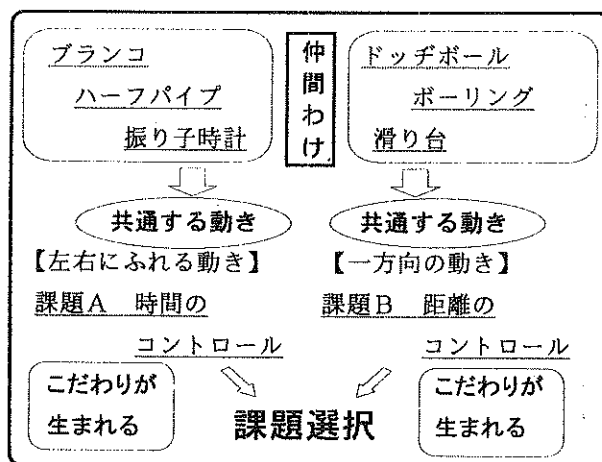 ブランコ
ハーフパイプ
振り子時計
仲間わけ
ドッヂボール
ボーリング
滑り台
共通する動き
【左右にふれる動き】
課題A 時間の
コントロール
こだわりが
生まれる
共通する動き
【一方向の動き】
課題B 距離の
コントロール
こだわりが
生まれる
課題選択